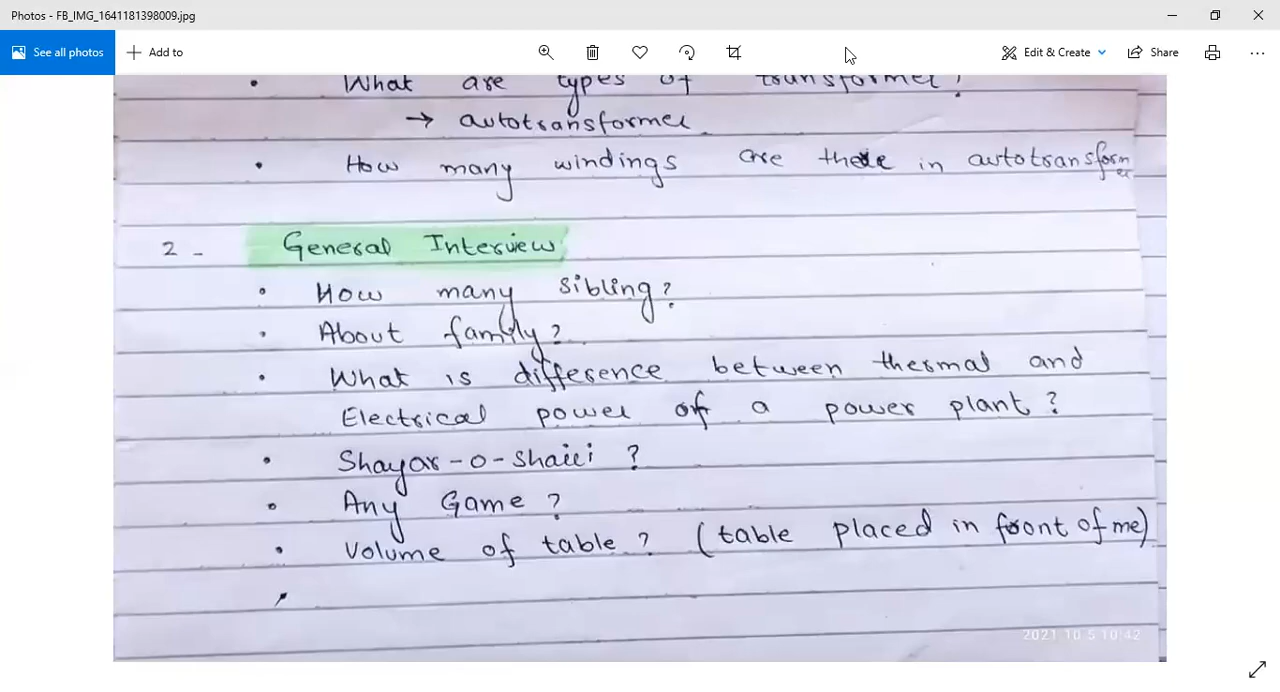 Photos - FB_IMG_1641181398009.jpg
See all photos
Add to
Edit & Create
Share
• What are types of transformer?
→ autotransformer
• How many windings are there in autotransformer
2 - General Interview
• How many sibling?
• About family?
• What is difference between thermal and
Electrical power of a power plant?
• Shayar-o-shairi?
• Any Game?
• Volume of table? (table placed in front of me)
2021 10 5 10:42